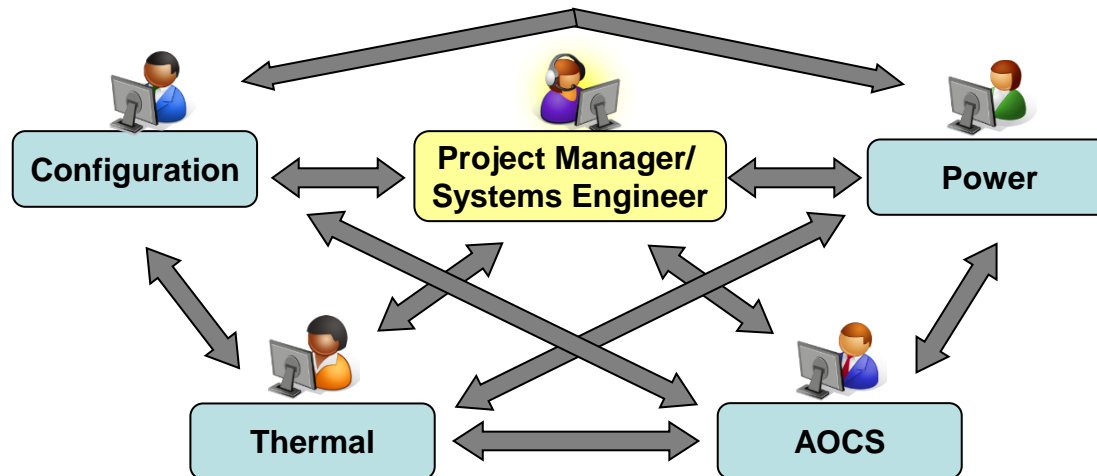 Configuration
Project Manager/
Systems Engineer
Power
Thermal
AOCS